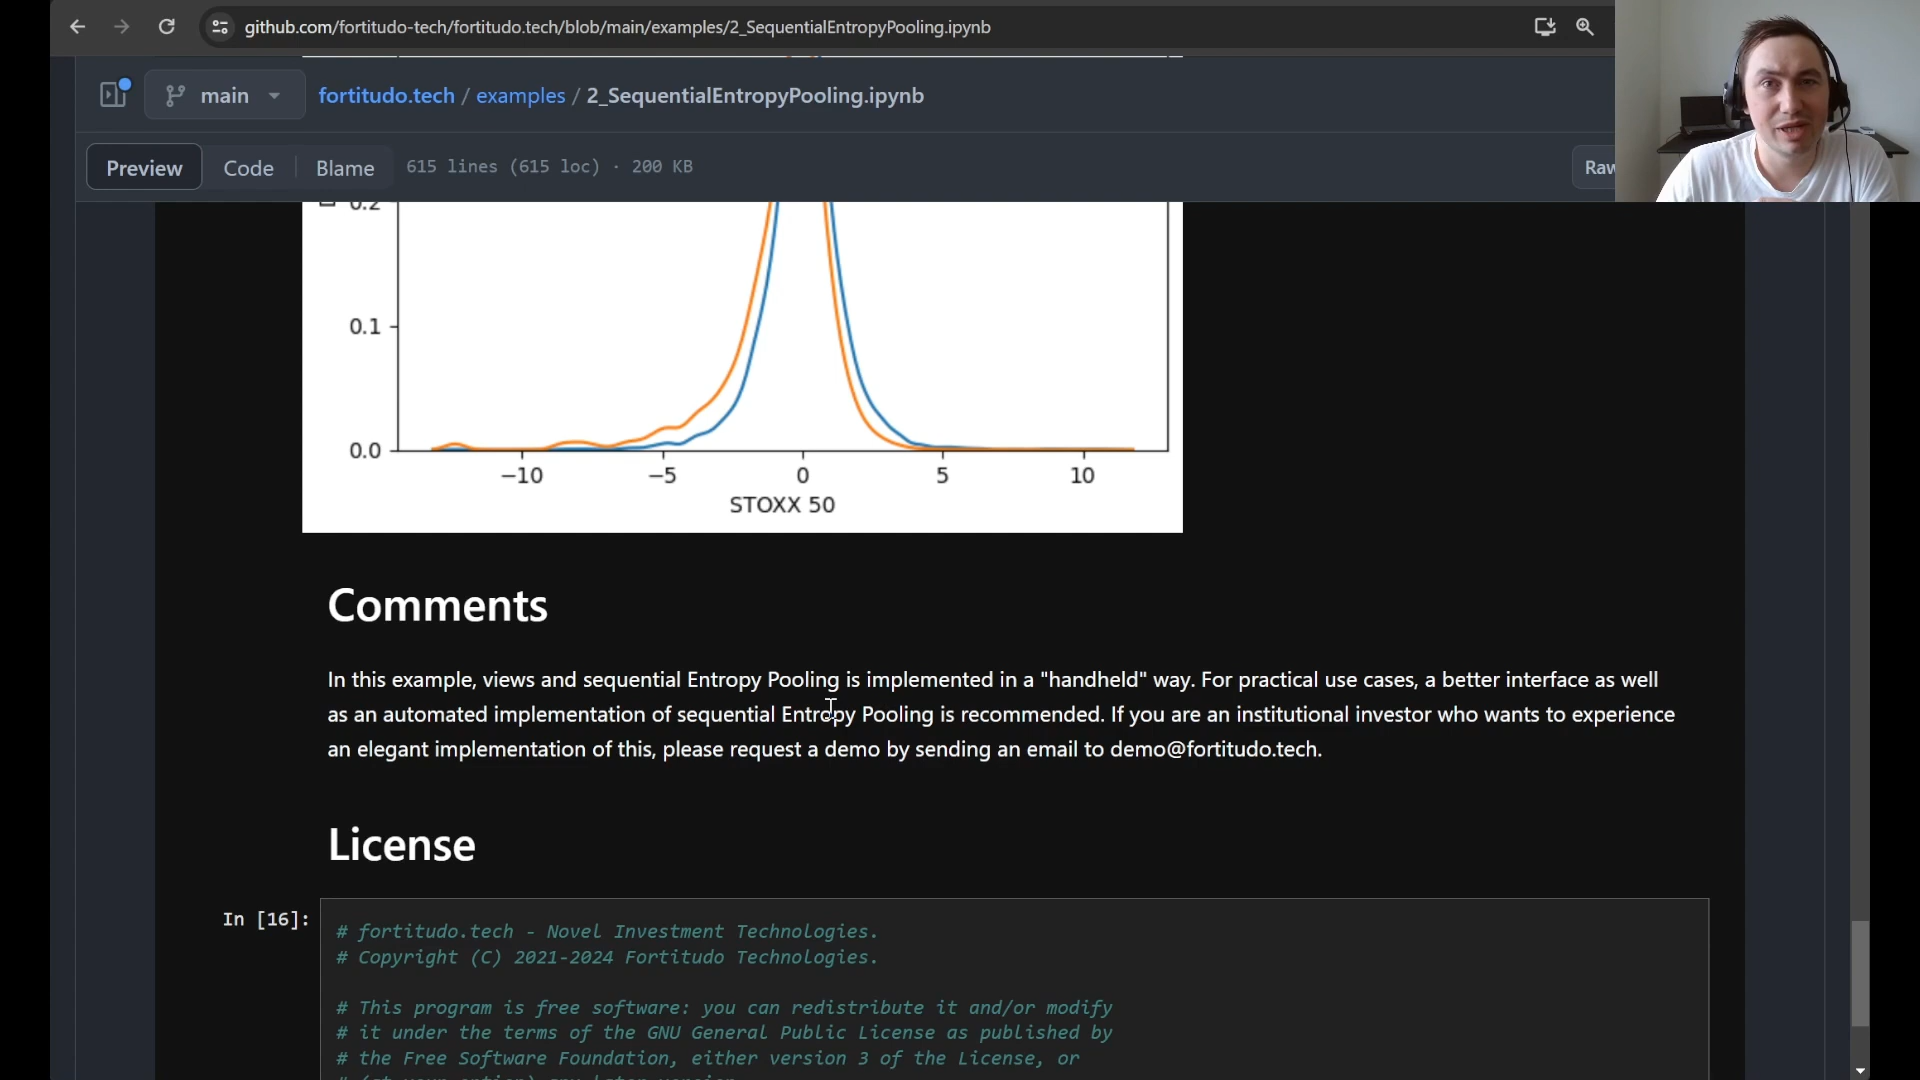 github.com/fortitudo-tech/fortitudo.tech/blob/main/examples/2_SequentialEntropyPooling.ipynb
main
fortitudo.tech / examples / 2_SequentialEntropyPooling.ipynb
Preview
Code
Blame
615 lines (615 loc) · 200 KB
Raw
0.2
0.1
0.0
−10
−5
0
5
10
STOXX 50
Comments
In this example, views and sequential Entropy Pooling is implemented in a "handheld" way. For practical use cases, a better interface as well
as an automated implementation of sequential Entropy Pooling is recommended. If you are an institutional investor who wants to experience
an elegant implementation of this, please request a demo by sending an email to demo@fortitudo.tech.
License
In [16]:
# fortitudo.tech - Novel Investment Technologies.
# Copyright (C) 2021-2024 Fortitudo Technologies.
# This program is free software: you can redistribute it and/or modify
# it under the terms of the GNU General Public License as published by
# the Free Software Foundation, either version 3 of the License, or